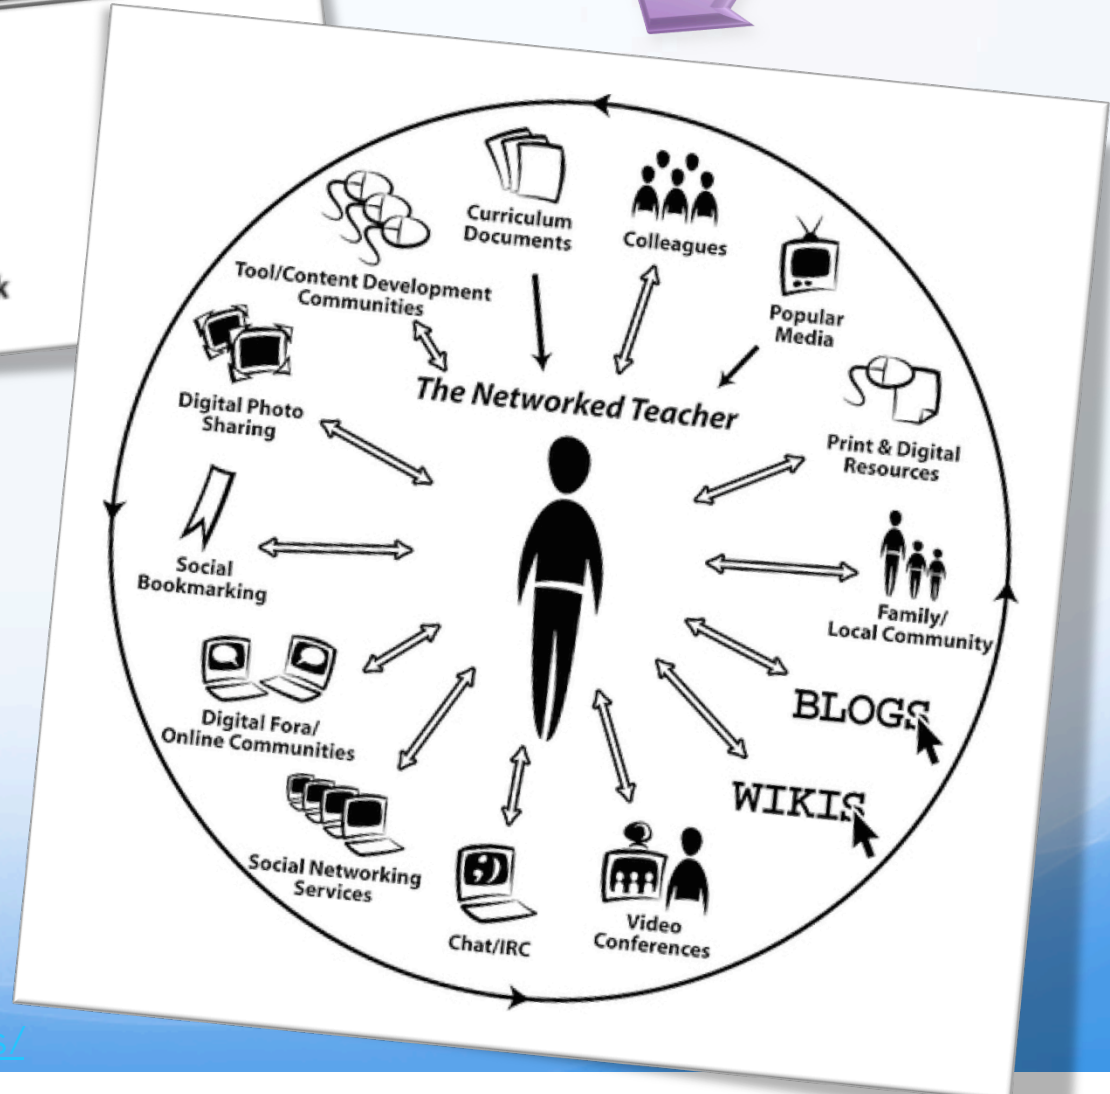 Curriculum
Documents
Colleagues
Tool/Content Development
Communities
Popular
Media
The Networked Teacher
Digital Photo
Sharing
Print & Digital
Resources
Social
Bookmarking
Family/
Local Community
BLOGS
Digital Fora/
Online Communities
WIKIS
Social Networking
Services
Chat/IRC
Video
Conferences